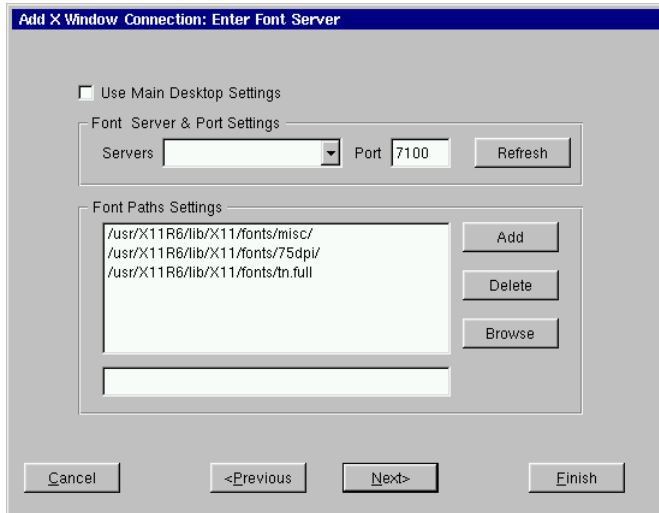 Add X Window Connection: Enter Font Server
Use Main Desktop Settings
Font Server & Port Settings
Servers Port 7100 Refresh
Font Paths Settings
/usr/X11R6/lib/X11/fonts/misc/
/usr/X11R6/lib/X11/fonts/75dpi/
/usr/X11R6/lib/X11/fonts/tn.full
Add
Delete
Browse
Cancel <Previous Next> Finish